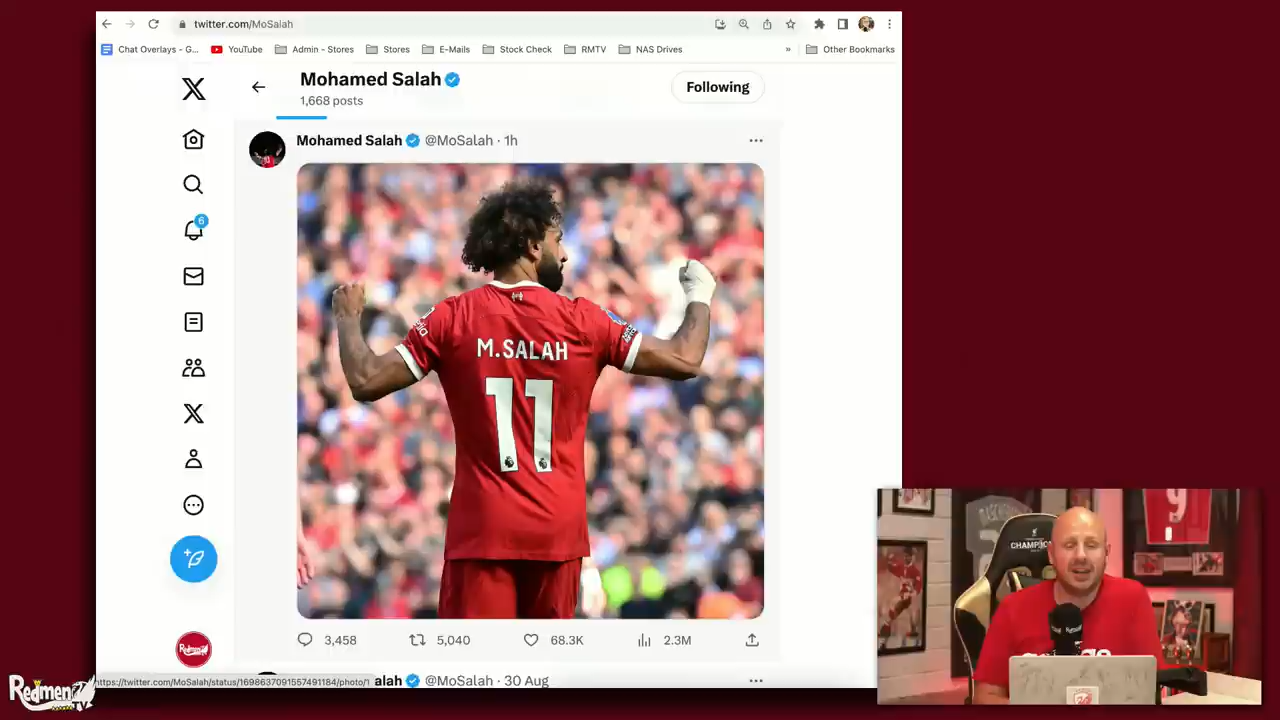 twitter.com/MoSalah
Chat Overlays - G...
YouTube
Admin - Stores
Stores
E-Mails
Stock Check
RMTV
NAS Drives
»
Other Bookmarks
Mohamed Salah
1,668 posts
Following
6
Mohamed Salah @MoSalah · 1h
M.SALAH
11
3,458
5,040
68.3K
2.3M
https://twitter.com/MoSalah/status/1698637091557491184/photo/1
alah @MoSalah · 30 Aug
Redmen TV
CHAMPIONS
9